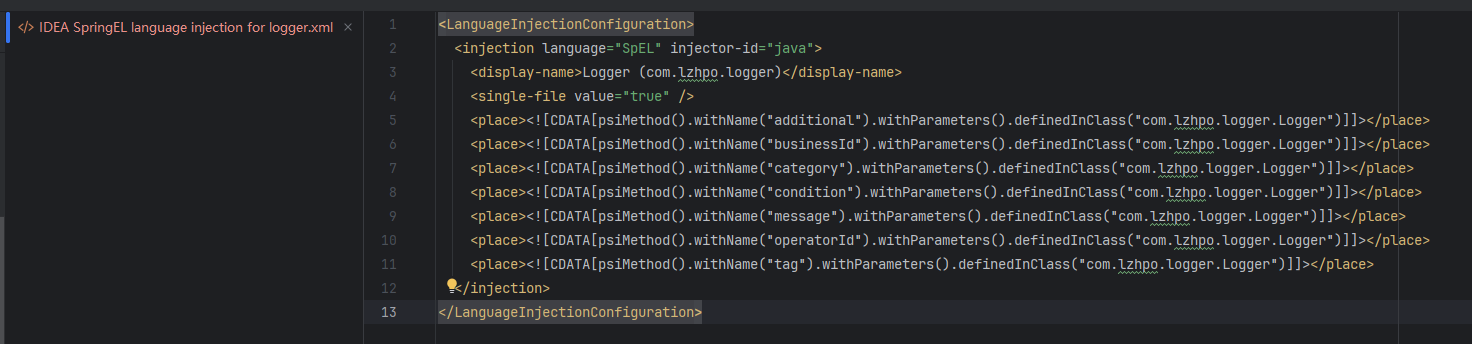 </> IDEA SpringEL language injection for logger.xml ×
1 <LanguageInjectionConfiguration>
2 <injection language="SpEL" injector-id="java">
3 <display-name>Logger (com.lzhpo.logger)</display-name>
4 <single-file value="true" />
5 <place><![CDATA[psiMethod().withName("additional").withParameters().definedInClass("com.lzhpo.logger.Logger")]]></place>
6 <place><![CDATA[psiMethod().withName("businessId").withParameters().definedInClass("com.lzhpo.logger.Logger")]]></place>
7 <place><![CDATA[psiMethod().withName("category").withParameters().definedInClass("com.lzhpo.logger.Logger")]]></place>
8 <place><![CDATA[psiMethod().withName("condition").withParameters().definedInClass("com.lzhpo.logger.Logger")]]></place>
9 <place><![CDATA[psiMethod().withName("message").withParameters().definedInClass("com.lzhpo.logger.Logger")]]></place>
10 <place><![CDATA[psiMethod().withName("operatorId").withParameters().definedInClass("com.lzhpo.logger.Logger")]]></place>
11 <place><![CDATA[psiMethod().withName("tag").withParameters().definedInClass("com.lzhpo.logger.Logger")]]></place>
12 </injection>
13 </LanguageInjectionConfiguration>